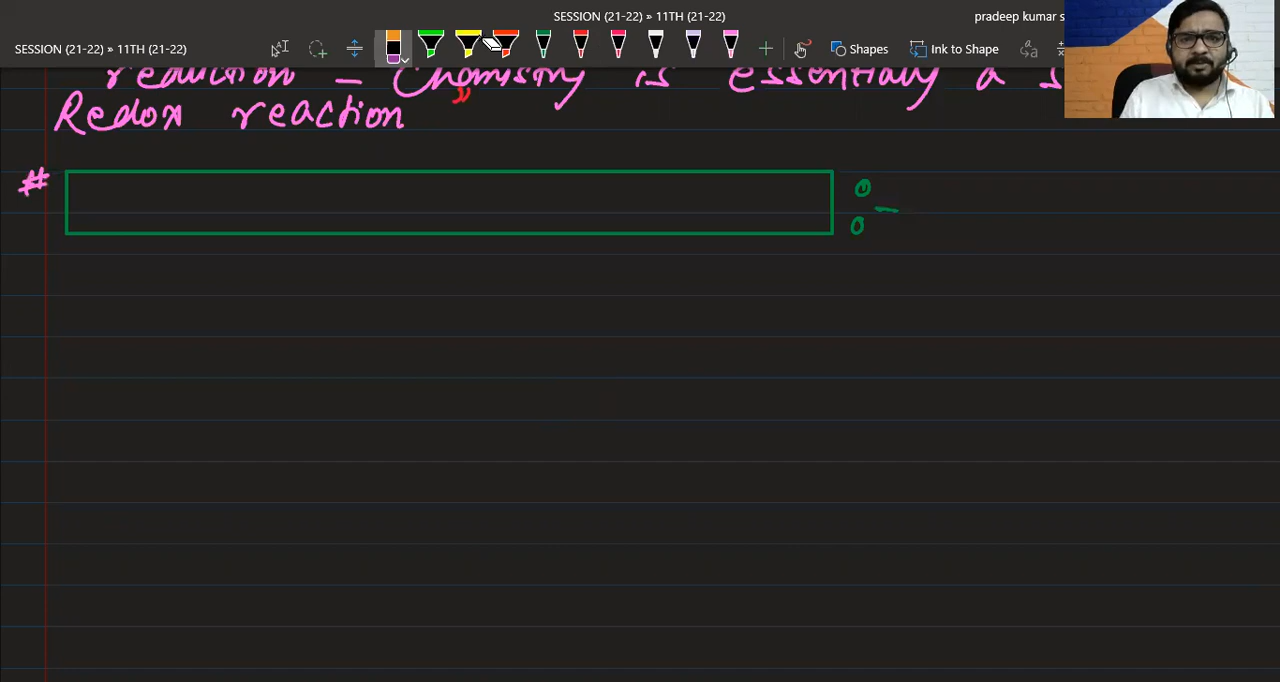 SESSION (21-22) » 11TH (21-22)
pradeep kumar s
SESSION (21-22) » 11TH (21-22)
Shapes
Ink to Shape
reduction = Chemistry is essentially a
Redox reaction
#